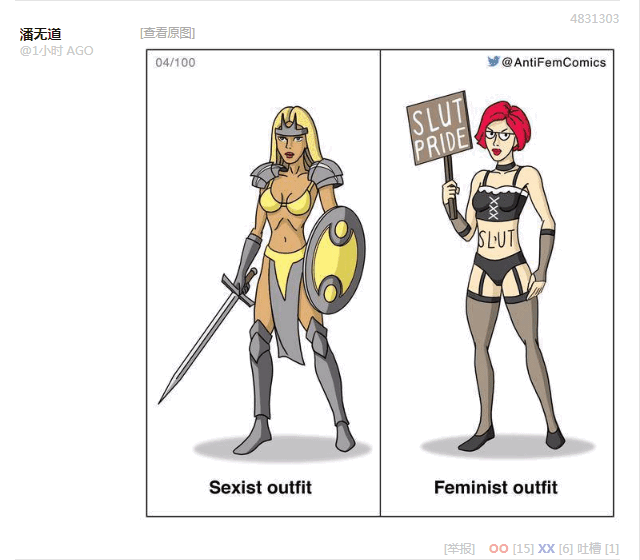 4831303
潘无道
@1小时 AGO
[查看原图]
04/100
@AntiFemComics
SLUT
PRIDE
SLUT
Sexist outfit
Feminist outfit
[举报] OO [15] XX [6] 吐槽 [1]